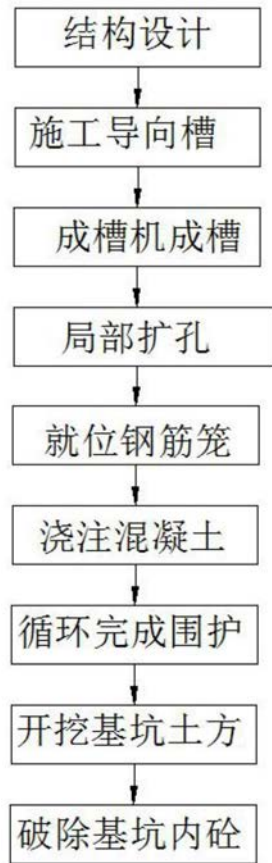 结构设计
施工导向槽
成槽机成槽
局部扩孔
就位钢筋笼
浇注混凝土
循环完成围护
开挖基坑土方
破除基坑内砼